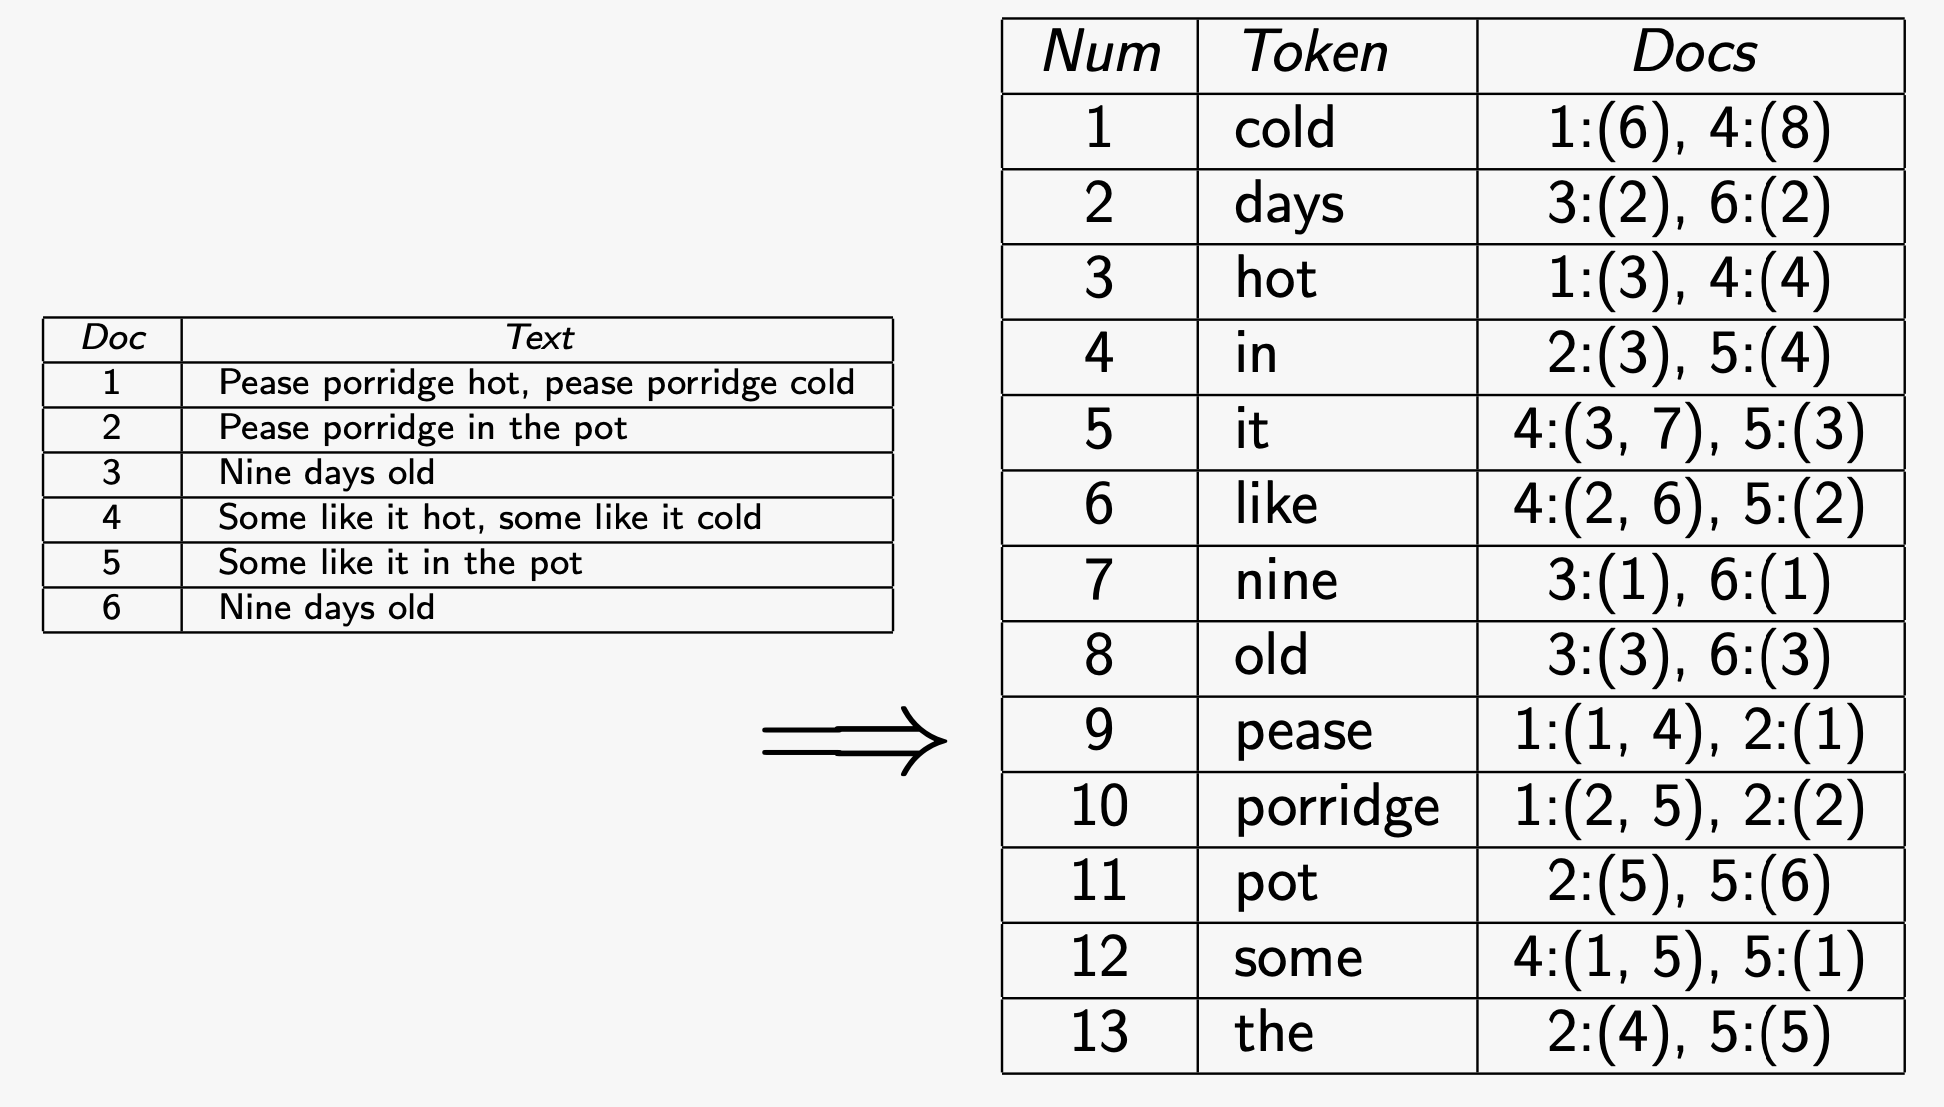 Doc Text
1 Pease porridge hot, pease porridge cold
2 Pease porridge in the pot
3 Nine days old
4 Some like it hot, some like it cold
5 Some like it in the pot
6 Nine days old
Num Token Docs
1 cold 1:(6), 4:(8)
2 days 3:(2), 6:(2)
3 hot 1:(3), 4:(4)
4 in 2:(3), 5:(4)
5 it 4:(3, 7), 5:(3)
6 like 4:(2, 6), 5:(2)
7 nine 3:(1), 6:(1)
8 old 3:(3), 6:(3)
9 pease 1:(1, 4), 2:(1)
10 porridge 1:(2, 5), 2:(2)
11 pot 2:(5), 5:(6)
12 some 4:(1, 5), 5:(1)
13 the 2:(4), 5:(5)